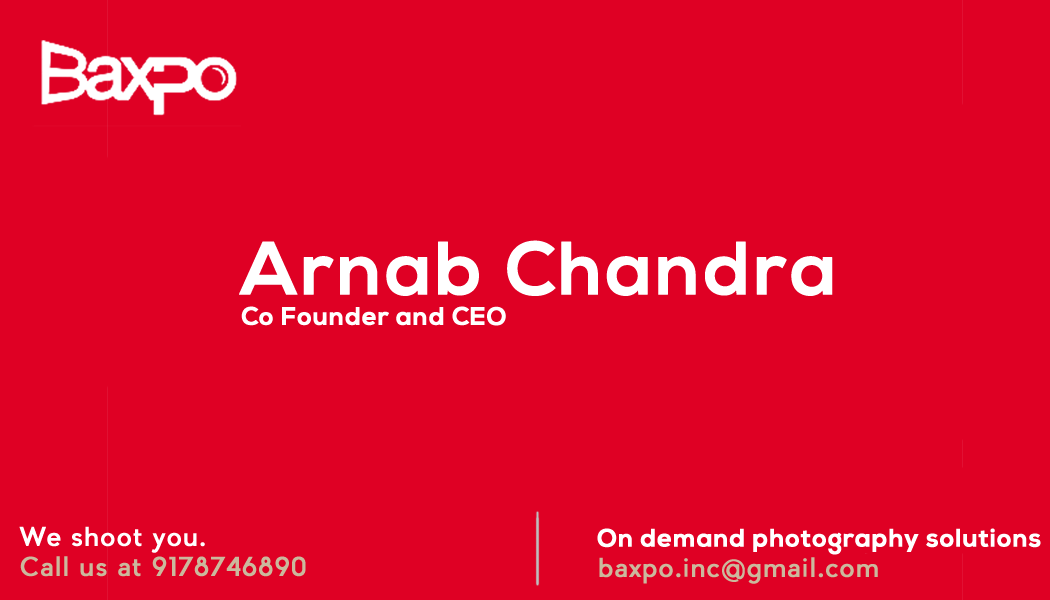 Baxpo
Arnab Chandra
Co Founder and CEO
We shoot you.
Call us at 9178746890
On demand photography solutions
baxpo.inc@gmail.com